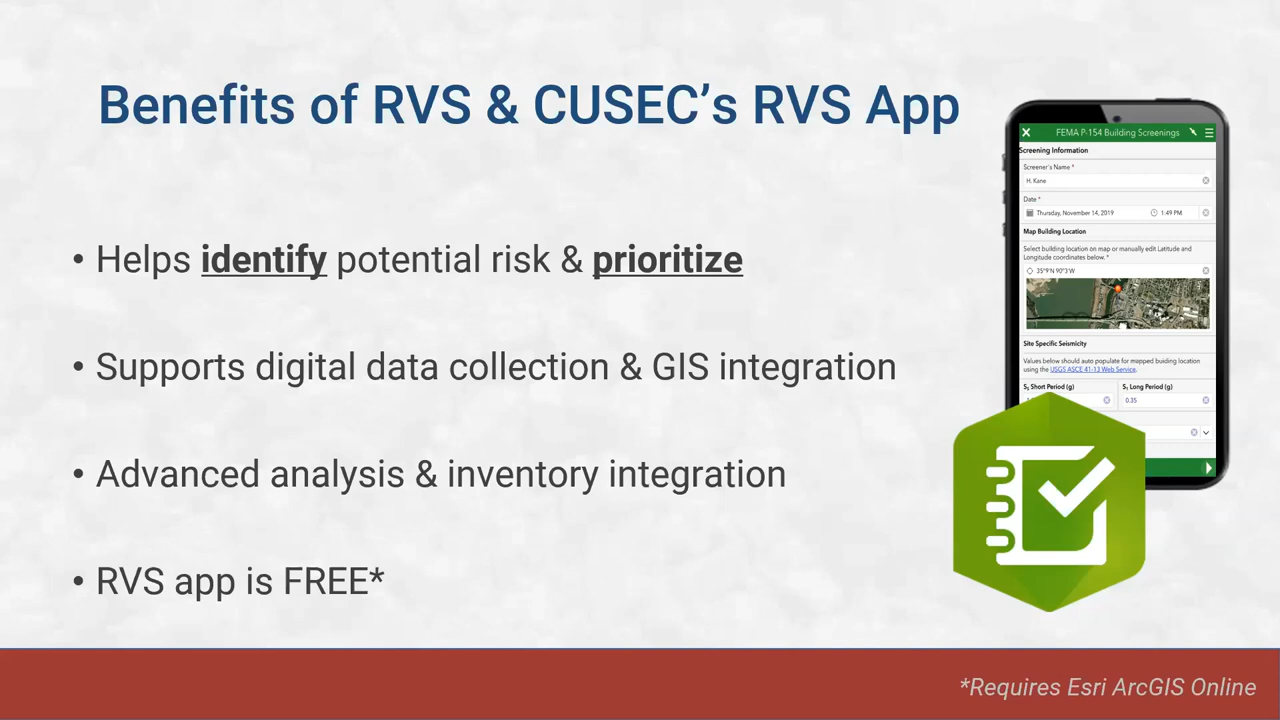 Benefits of RVS & CUSEC’s RVS App
• Helps identify potential risk & prioritize
• Supports digital data collection & GIS integration
• Advanced analysis & inventory integration
• RVS app is FREE*
FEMA P-154 Building Screenings
Screening Information
Screener's Name *
H. Kane
Date *
Thursday, November 14, 2019 1:49 PM
Map Building Location
Select building location on map or manually edit Latitude and
Longitude coordinates below. *
35°9'N 90°3'W
Site Specific Seismicity
Values below should auto populate for mapped buiding location
using the USGS ASCE 41-13 Web Service.
Ss Short Period (g) S1 Long Period (g)
0.35
*Requires Esri ArcGIS Online